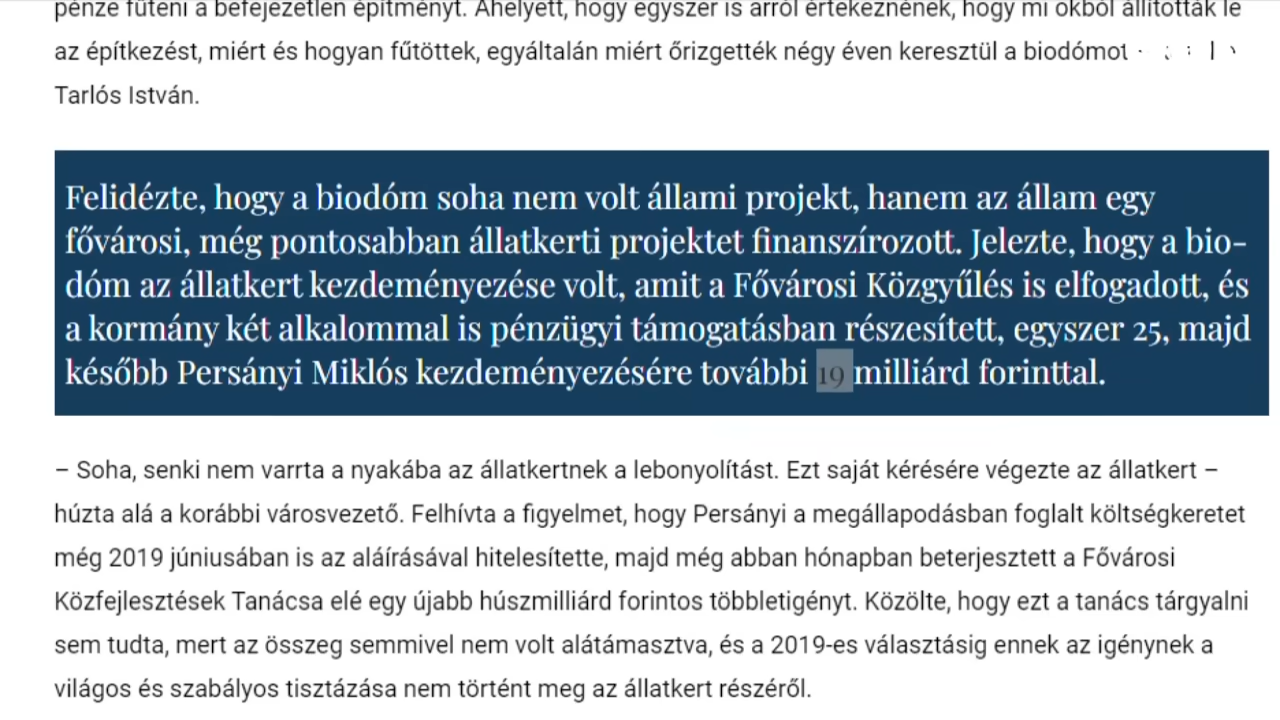 pénze fűteni a befejezetlen építményt. Ahelyett, hogy egyszer is arról értekeznének, hogy mi okból állították le
az építkezést, miért és hogyan fűtöttek, egyáltalán miért őrizgették négy éven keresztül a biodómot
Tarlós István.
Felidézte, hogy a biodóm soha nem volt állami projekt, hanem az állam egy
fővárosi, még pontosabban állatkerti projektet finanszírozott. Jelezte, hogy a bio-
dóm az állatkert kezdeményezése volt, amit a Fővárosi Közgyűlés is elfogadott, és
a kormány két alkalommal is pénzügyi támogatásban részesített, egyszer 25, majd
később Persányi Miklós kezdeményezésére további 19 milliárd forinttal.
– Soha, senki nem varrta a nyakába az állatkertnek a lebonyolítást. Ezt saját kérésére végezte az állatkert –
húzta alá a korábbi városvezető. Felhívta a figyelmet, hogy Persányi a megállapodásban foglalt költségkeretet
még 2019 júniusában is az aláírásával hitelesítette, majd még abban hónapban beterjesztett a Fővárosi
Közfejlesztések Tanácsa elé egy újabb húszmilliárd forintos többletigényt. Közölte, hogy ezt a tanács tárgyalni
sem tudta, mert az összeg semmivel nem volt alátámasztva, és a 2019-es választásig ennek az igénynek a
világos és szabályos tisztázása nem történt meg az állatkert részéről.